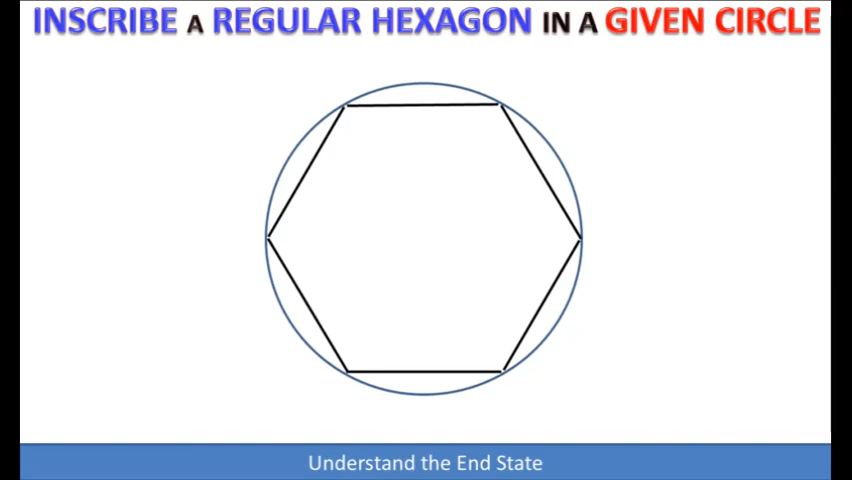 INSCRIBE A REGULAR HEXAGON IN A GIVEN CIRCLE
Understand the End State